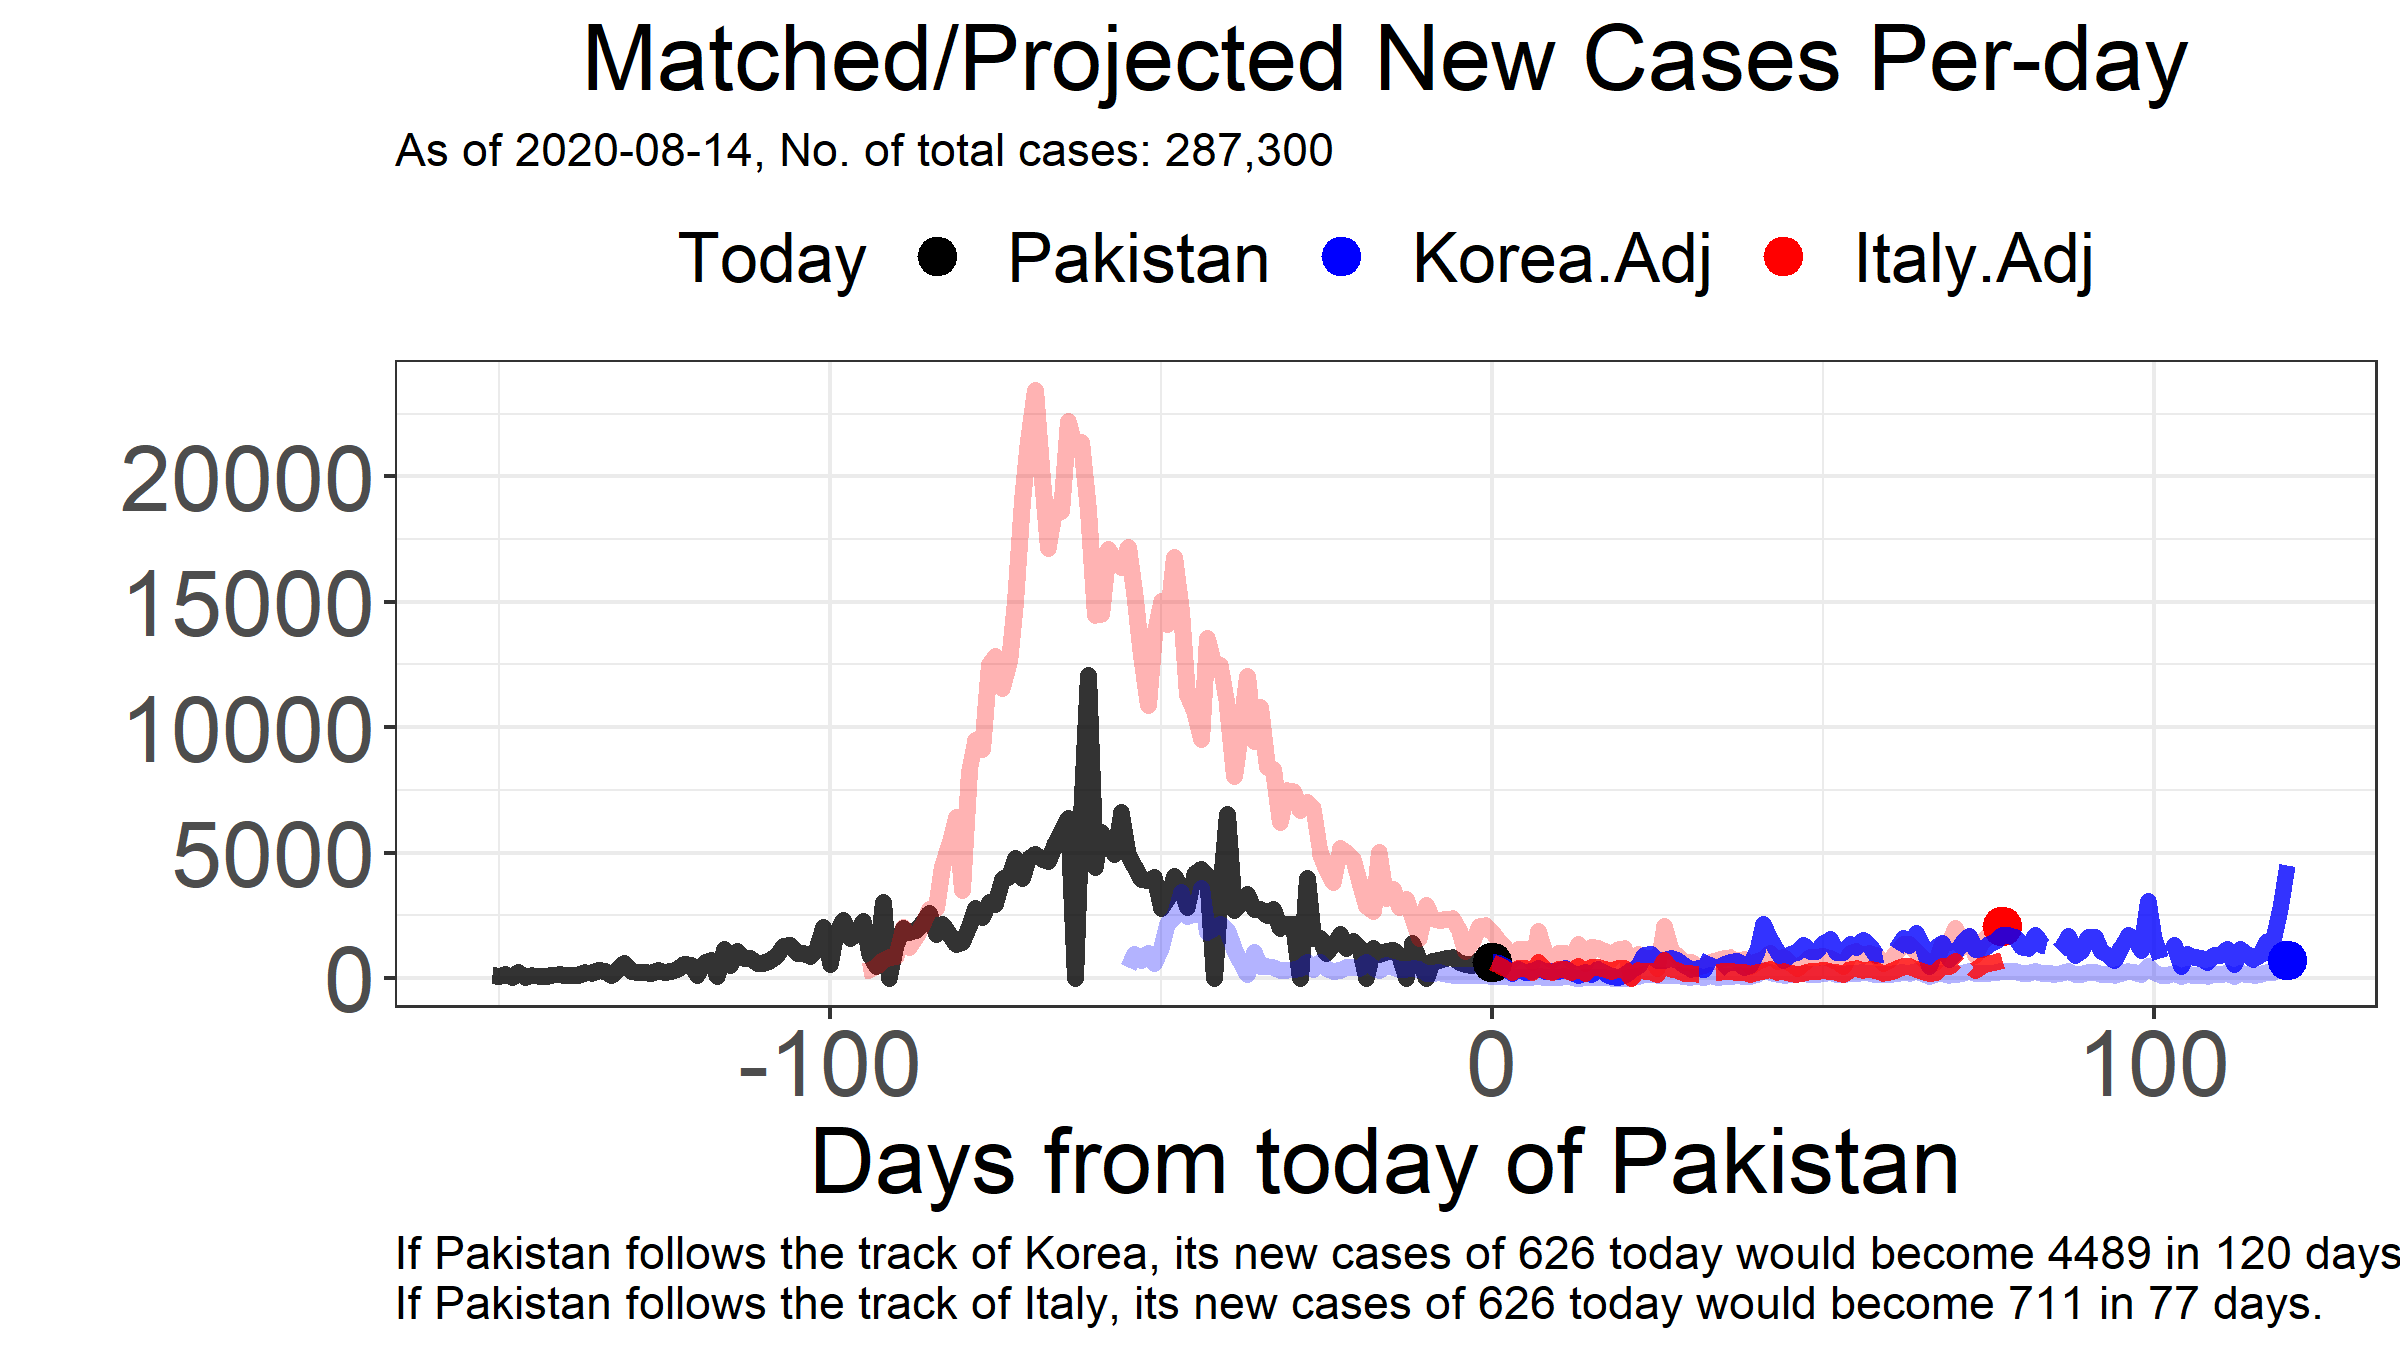 Matched/Projected New Cases Per-day
As of 2020-08-14, No. of total cases: 287,300
Today Pakistan Korea.Adj Italy.Adj
20000
15000
10000
5000
0
-100 0 100
Days from today of Pakistan
If Pakistan follows the track of Korea, its new cases of 626 today would become 4489 in 120 days
If Pakistan follows the track of Italy, its new cases of 626 today would become 711 in 77 days.